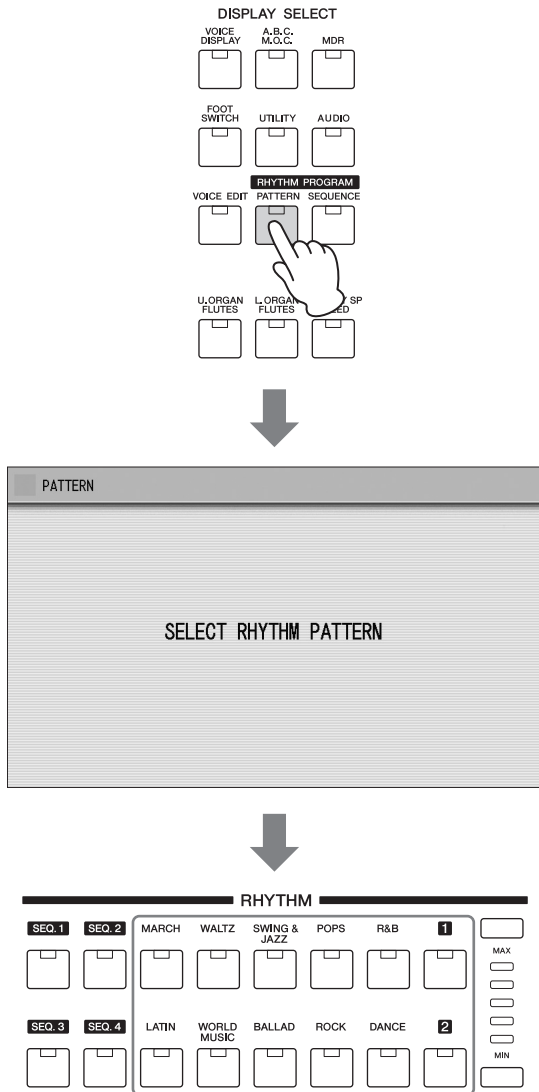 DISPLAY SELECT
VOICE DISPLAY
A.B.C. M.O.C.
MDR
FOOT SWITCH
UTILITY
AUDIO
RHYTHM PROGRAM
VOICE EDIT
PATTERN
SEQUENCE
U.ORGAN FLUTES
L.ORGAN FLUTES
PATTERN
SELECT RHYTHM PATTERN
RHYTHM
SEQ. 1
SEQ. 2
MARCH
WALTZ
SWING & JAZZ
POPS
R&B
1
MAX
SEQ. 3
SEQ. 4
LATIN
WORLD MUSIC
BALLAD
ROCK
DANCE
2
MIN